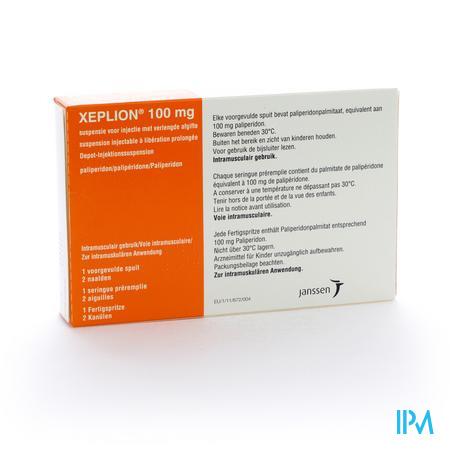 XEPLION® 100 mg
suspensie voor injectie met verlengde afgifte
suspension injectable à libération prolongée
Depot-Injektionssuspension
paliperidon/palipéridone/Paliperidon
Intramusculair gebruik/Voie intramusculaire/
Zur intramuskulären Anwendung
1 voorgevulde spuit
2 naalden
1 seringue préremplie
2 aiguilles
1 Fertigspritze
2 Kanülen
Elke voorgevulde spuit bevat paliperidonpalmitaat, equivalent aan
100 mg paliperidon.
Bewaren beneden 30°C.
Buiten het bereik en zicht van kinderen houden.
Voor gebruik de bijsluiter lezen.
Intramusculair gebruik.
Chaque seringue préremplie contient du palmitate de palipéridone
équivalent à 100 mg de palipéridone.
A conserver à une température ne dépassant pas 30°C.
Tenir hors de la portée et de la vue des enfants.
Lire la notice avant utilisation.
Voie intramusculaire.
Jede Fertigspritze enthält Paliperidonpalmitat entsprechend
100 mg Paliperidon.
Nicht über 30°C lagern.
Arzneimittel für Kinder unzugänglich aufbewahren.
Packungsbeilage beachten.
Zur intramuskulären Anwendung.
janssen
EU/1/11/672/004
IPM